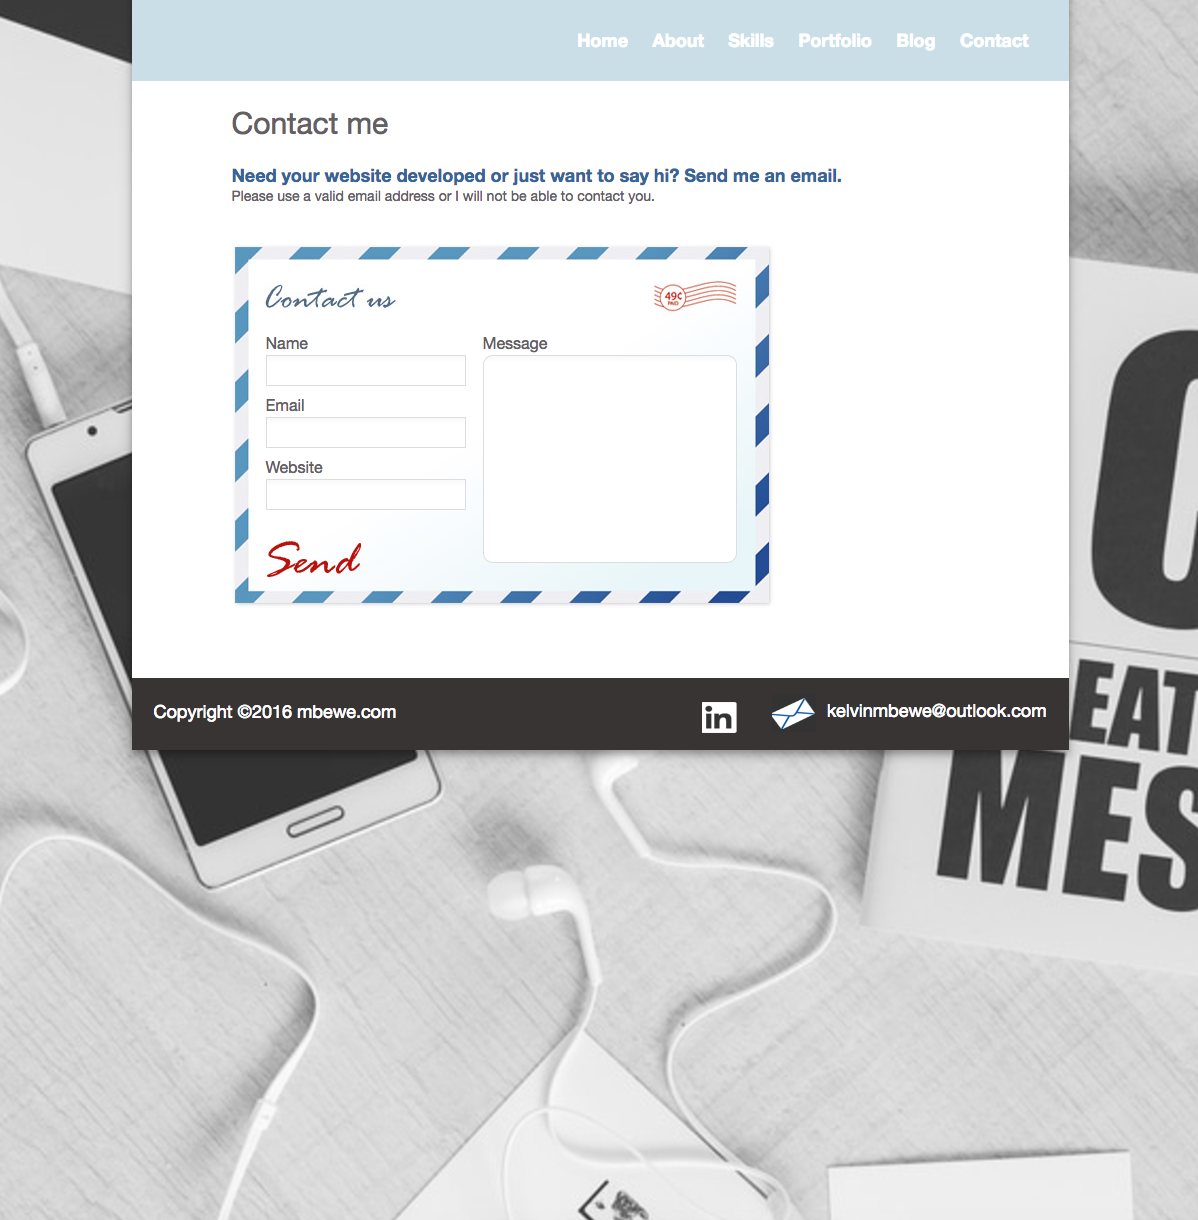 Home About Skills Portfolio Blog Contact
Contact me
Need your website developed or just want to say hi? Send me an email.
Please use a valid email address or I will not be able to contact you.
Contact us
49¢
PAID
Name
Message
Email
Website
Send
Copyright ©2016 mbewe.com
in
kelvinmbewe@outlook.com
EAT
MES